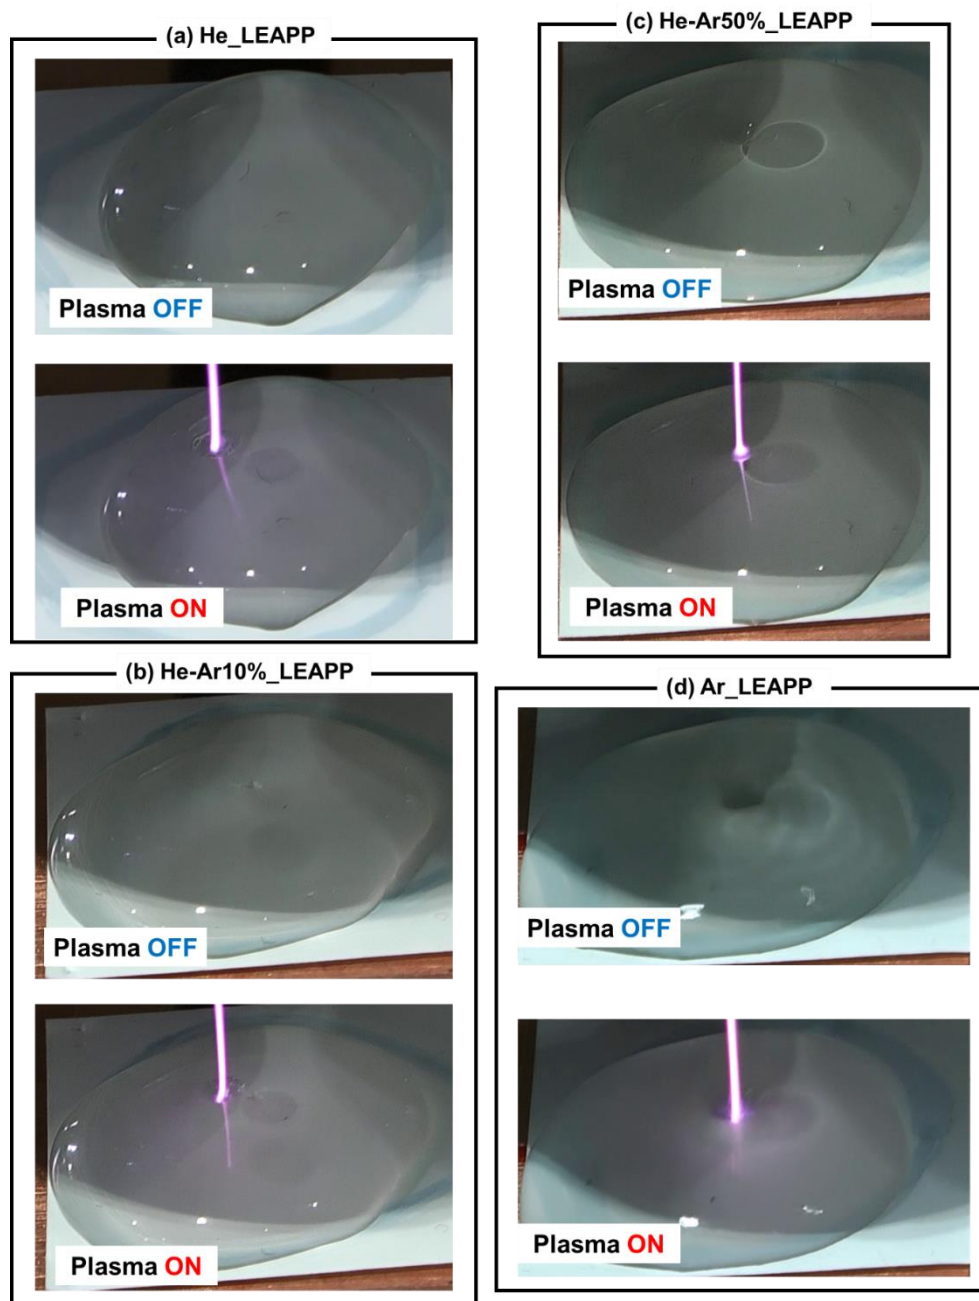 (a) He_LEAPP
Plasma OFF
Plasma ON
(b) He-Ar10%_LEAPP
Plasma OFF
Plasma ON
(c) He-Ar50%_LEAPP
Plasma OFF
Plasma ON
(d) Ar_LEAPP
Plasma OFF
Plasma ON